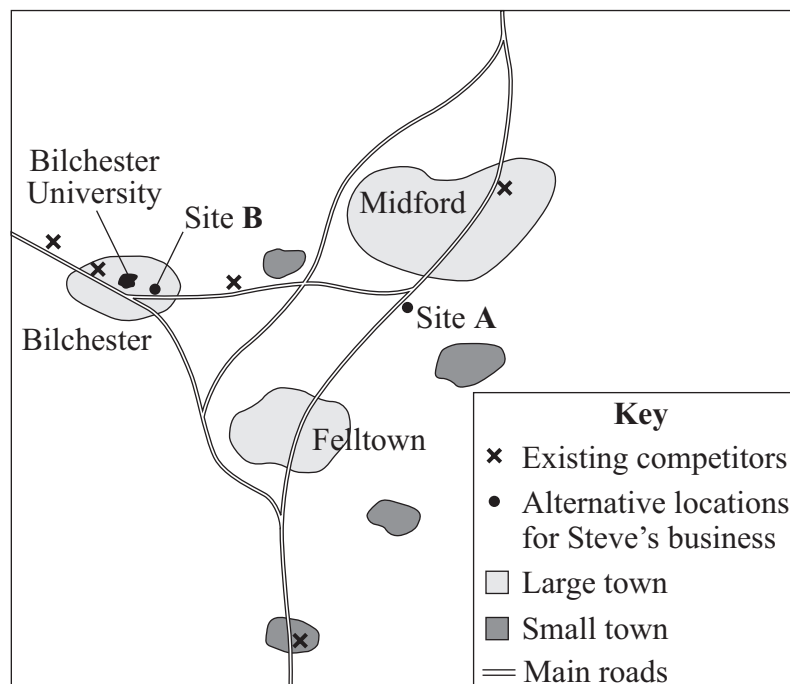 Bilchester
University
Site B
Midford
Bilchester
Site A
Felltown
Key
Existing competitors
Alternative locations
for Steve's business
Large town
Small town
Main roads